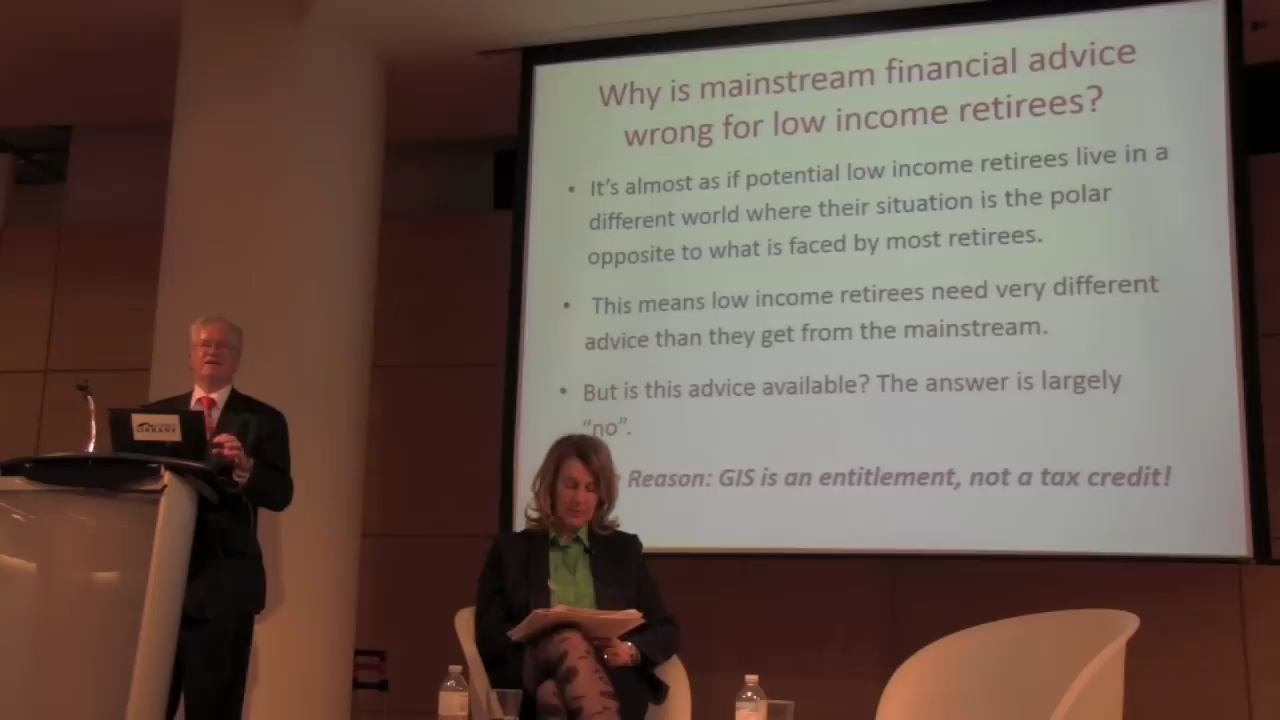 Why is mainstream financial advice
wrong for low income retirees?
• It's almost as if potential low income retirees live in a
different world where their situation is the polar
opposite to what is faced by most retirees.
• This means low income retirees need very different
advice than they get from the mainstream.
• But is this advice available? The answer is largely
“no”.
Reason: GIS is an entitlement, not a tax credit!
LIBRARY